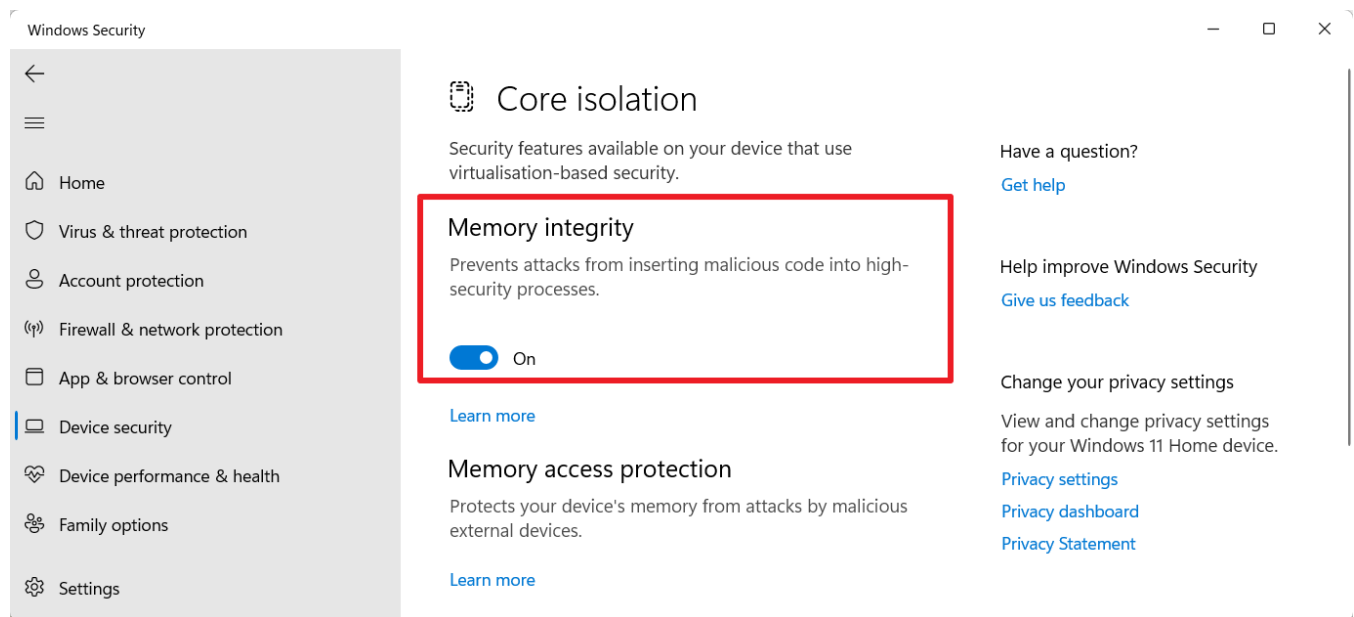 Windows Security
Home
Virus & threat protection
Account protection
Firewall & network protection
App & browser control
Device security
Device performance & health
Family options
Settings
Core isolation
Security features available on your device that use
virtualisation-based security.
Memory integrity
Prevents attacks from inserting malicious code into high-
security processes.
On
Learn more
Memory access protection
Protects your device's memory from attacks by malicious
external devices.
Learn more
Have a question?
Get help
Help improve Windows Security
Give us feedback
Change your privacy settings
View and change privacy settings
for your Windows 11 Home device.
Privacy settings
Privacy dashboard
Privacy Statement